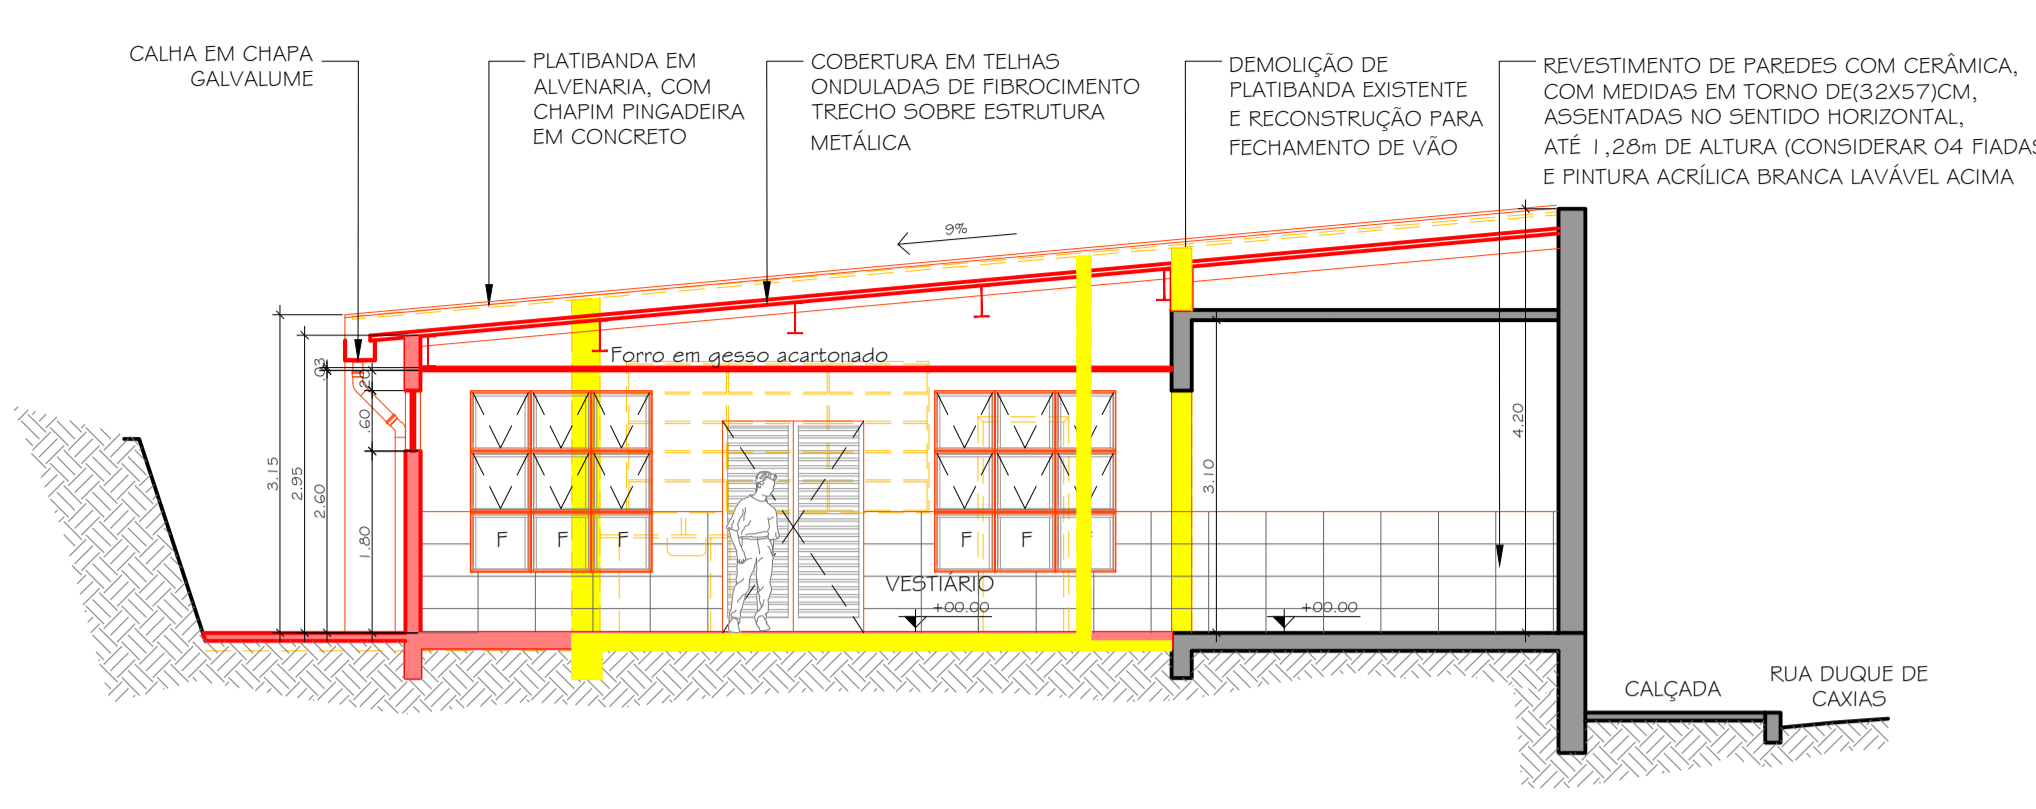 CALHA EM CHAPA
GALVALUME
PLATIBANDA EM
ALVENARIA, COM
CHAPIM PINGADEIRA
EM CONCRETO
COBERTURA EM TELHAS
ONDULADAS DE FIBROCIMENTO
TRECHO SOBRE ESTRUTURA
METÁLICA
DEMOLIÇÃO DE
PLATIBANDA EXISTENTE
E RECONSTRUÇÃO PARA
FECHAMENTO DE VÃO
REVESTIMENTO DE PAREDES COM CERÂMICA,
COM MEDIDAS EM TORNO DE(32X57)CM,
ASSENTADAS NO SENTIDO HORIZONTAL,
ATÉ 1,28m DE ALTURA (CONSIDERAR 04 FIADAS
E PINTURA ACRÍLICA BRANCA LAVÁVEL ACIMA
9%
Forro em gesso acartonado
3.15
2.95
2.60
.03
.20
.60
1.80
F
F
F
F
F
VESTIÁRIO
+00.00
3.10
+00.00
4.20
CALÇADA
RUA DUQUE DE
CAXIAS